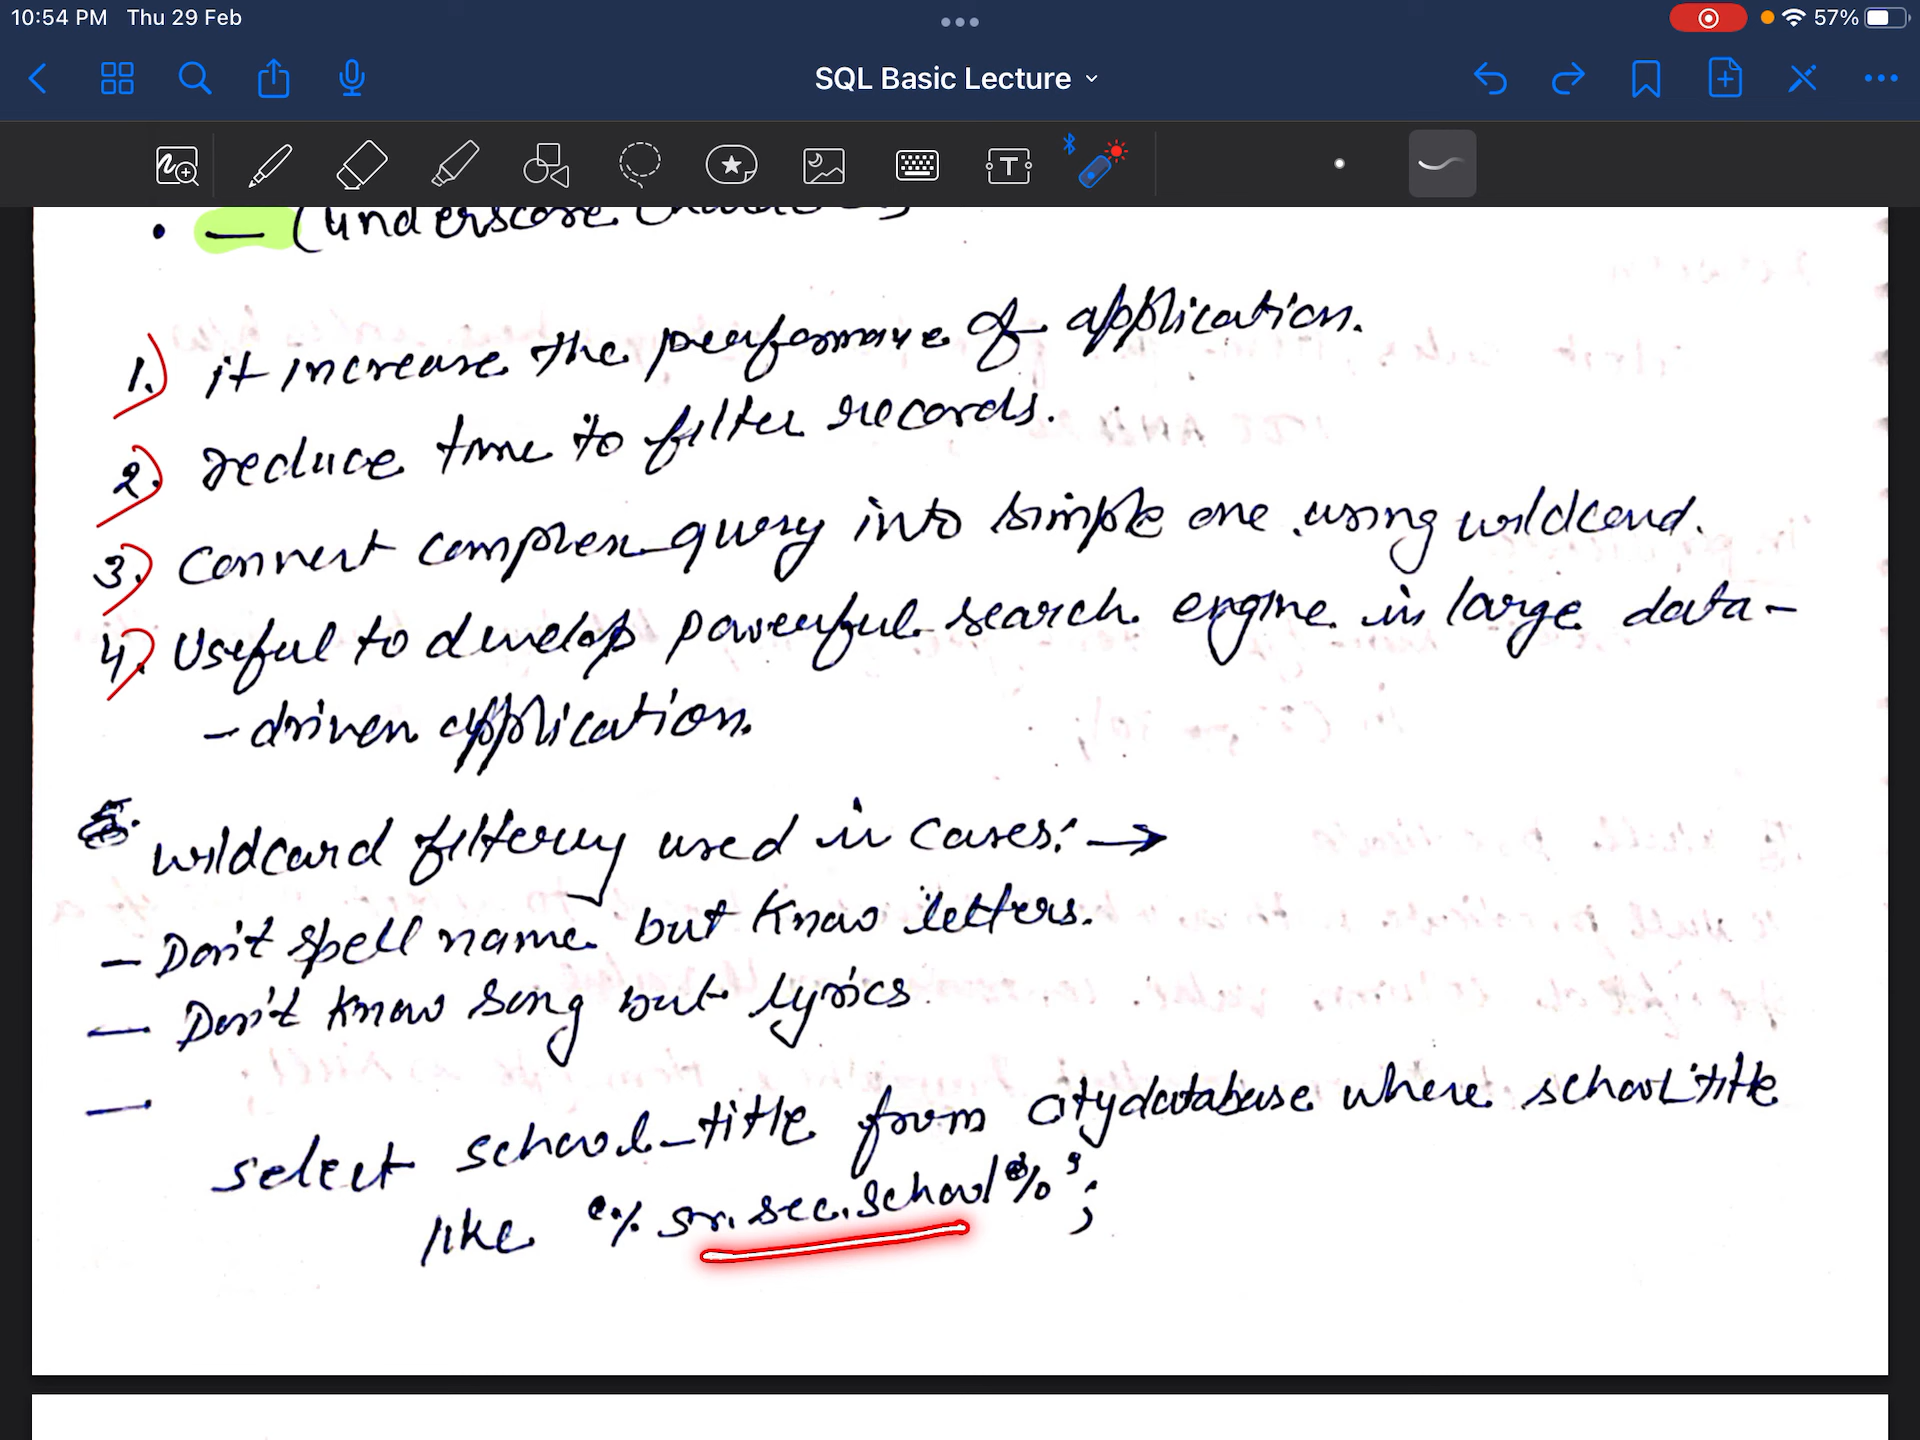 10:54 PM Thu 29 Feb
57%
SQL Basic Lecture
T
• _ (underscore
1.) it increase the performance of application.
2.) reduce time to filter records.
3.) Convert complex query into simple one using wildcard.
4.) Useful to develop powerful search engine in large data-
-driven application.
wildcard filtering used in cases: →
- Don't spell name but know letters.
- Don't know song but lyrics.
-
select school_title from citydatabase where school_title
like '% sr. sec. school %';